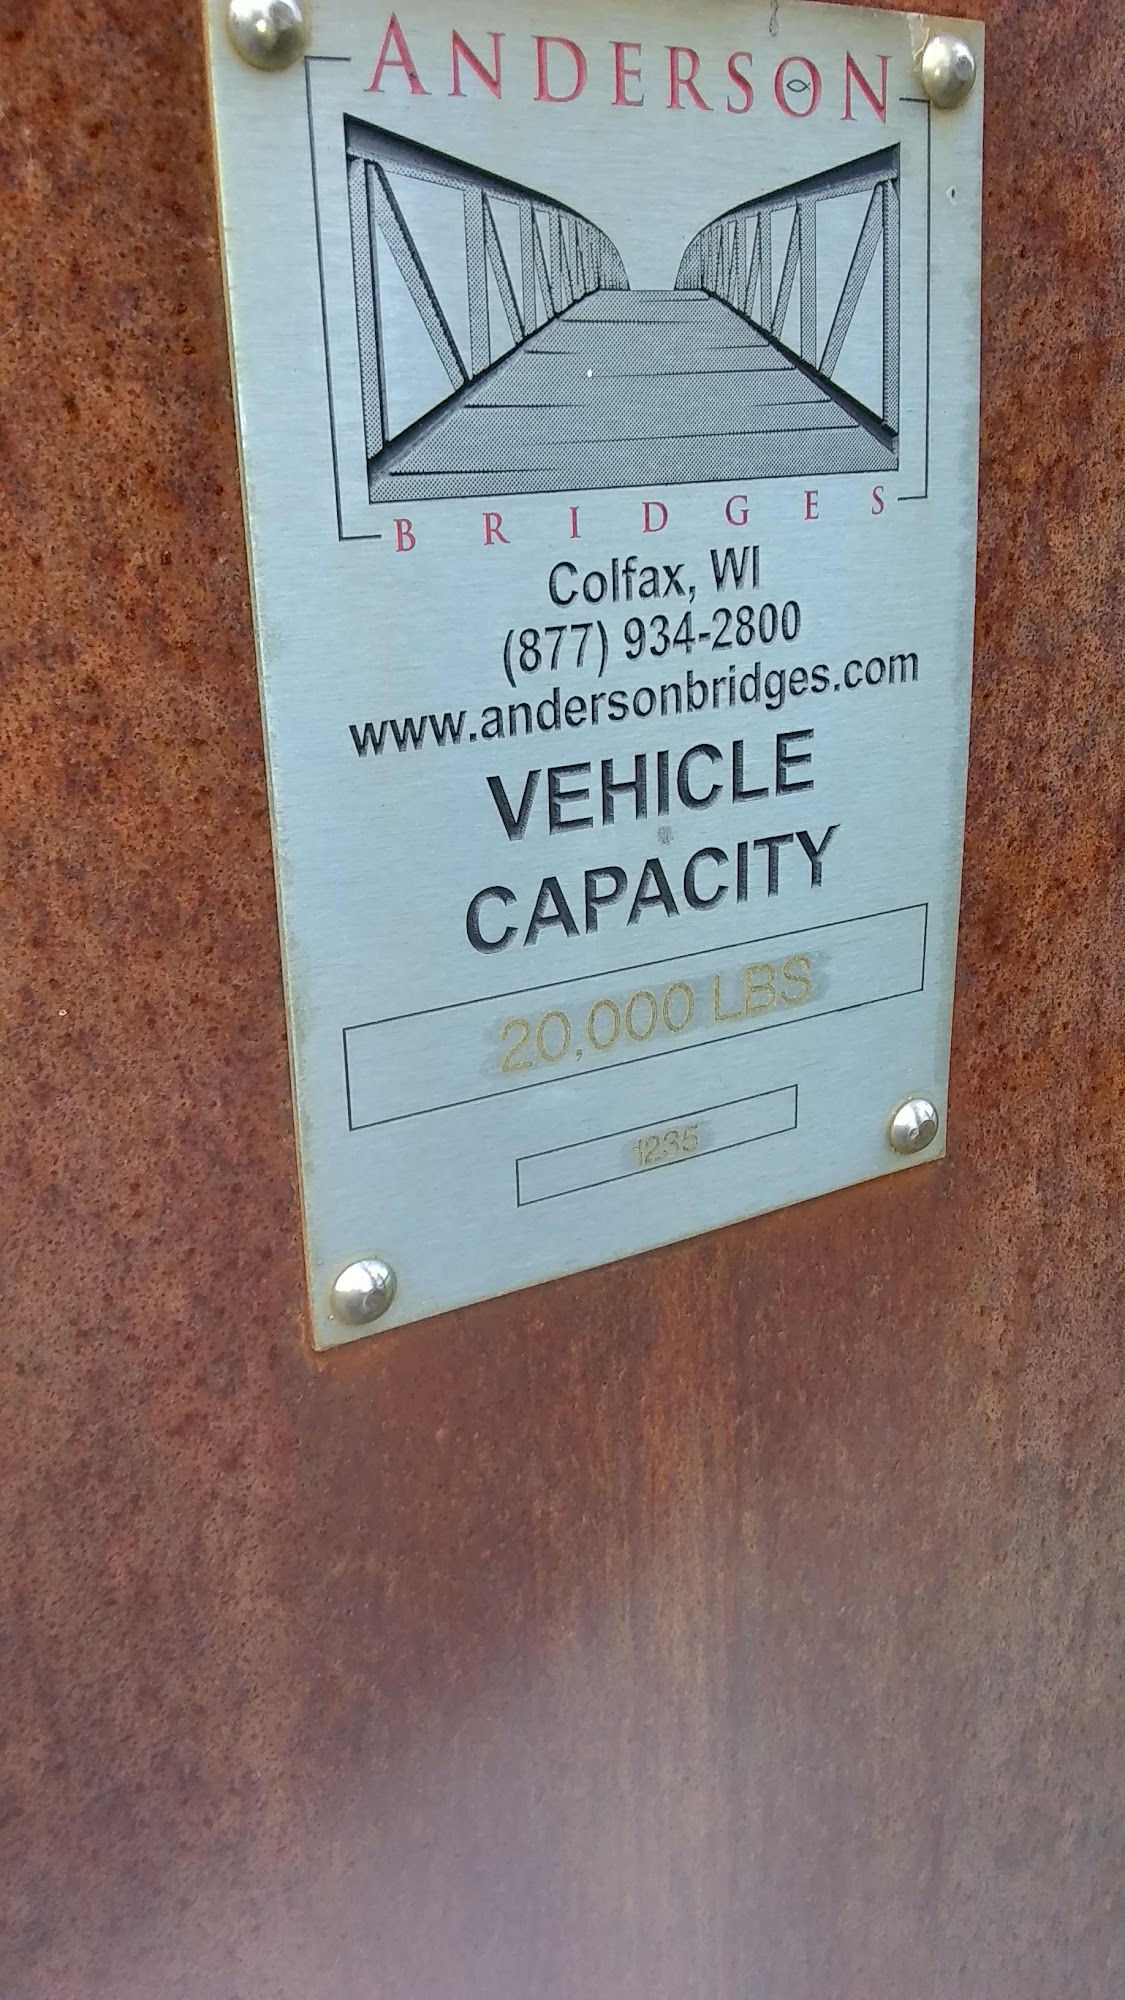 ANDERSON
BRIDGES
Colfax, WI
(877) 934-2800
www.andersonbridges.com
VEHICLE
CAPACITY
20,000 LBS
1235